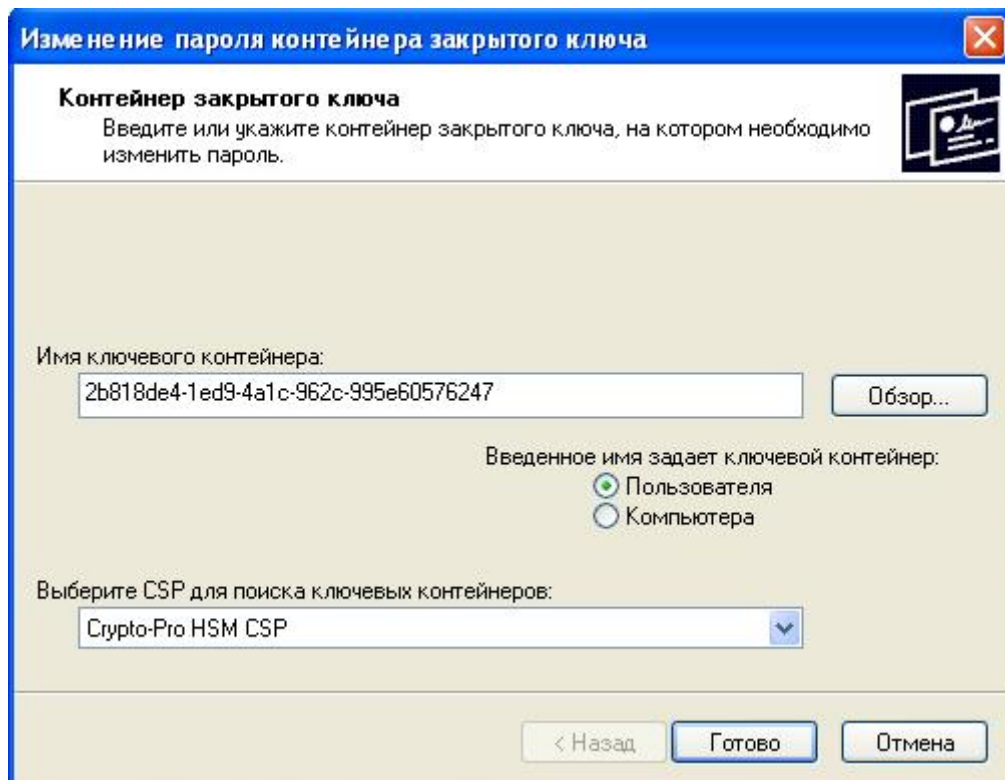 Изменение пароля контейнера закрытого ключа
Контейнер закрытого ключа
Введите или укажите контейнер закрытого ключа, на котором необходимо
изменить пароль.
Имя ключевого контейнера:
2b818de4-1ed9-4a1c-962c-995e60576247
Обзор...
Введенное имя задает ключевой контейнер:
Пользователя
Компьютера
Выберите CSP для поиска ключевых контейнеров:
Crypto-Pro HSM CSP
< Назад
Готово
Отмена